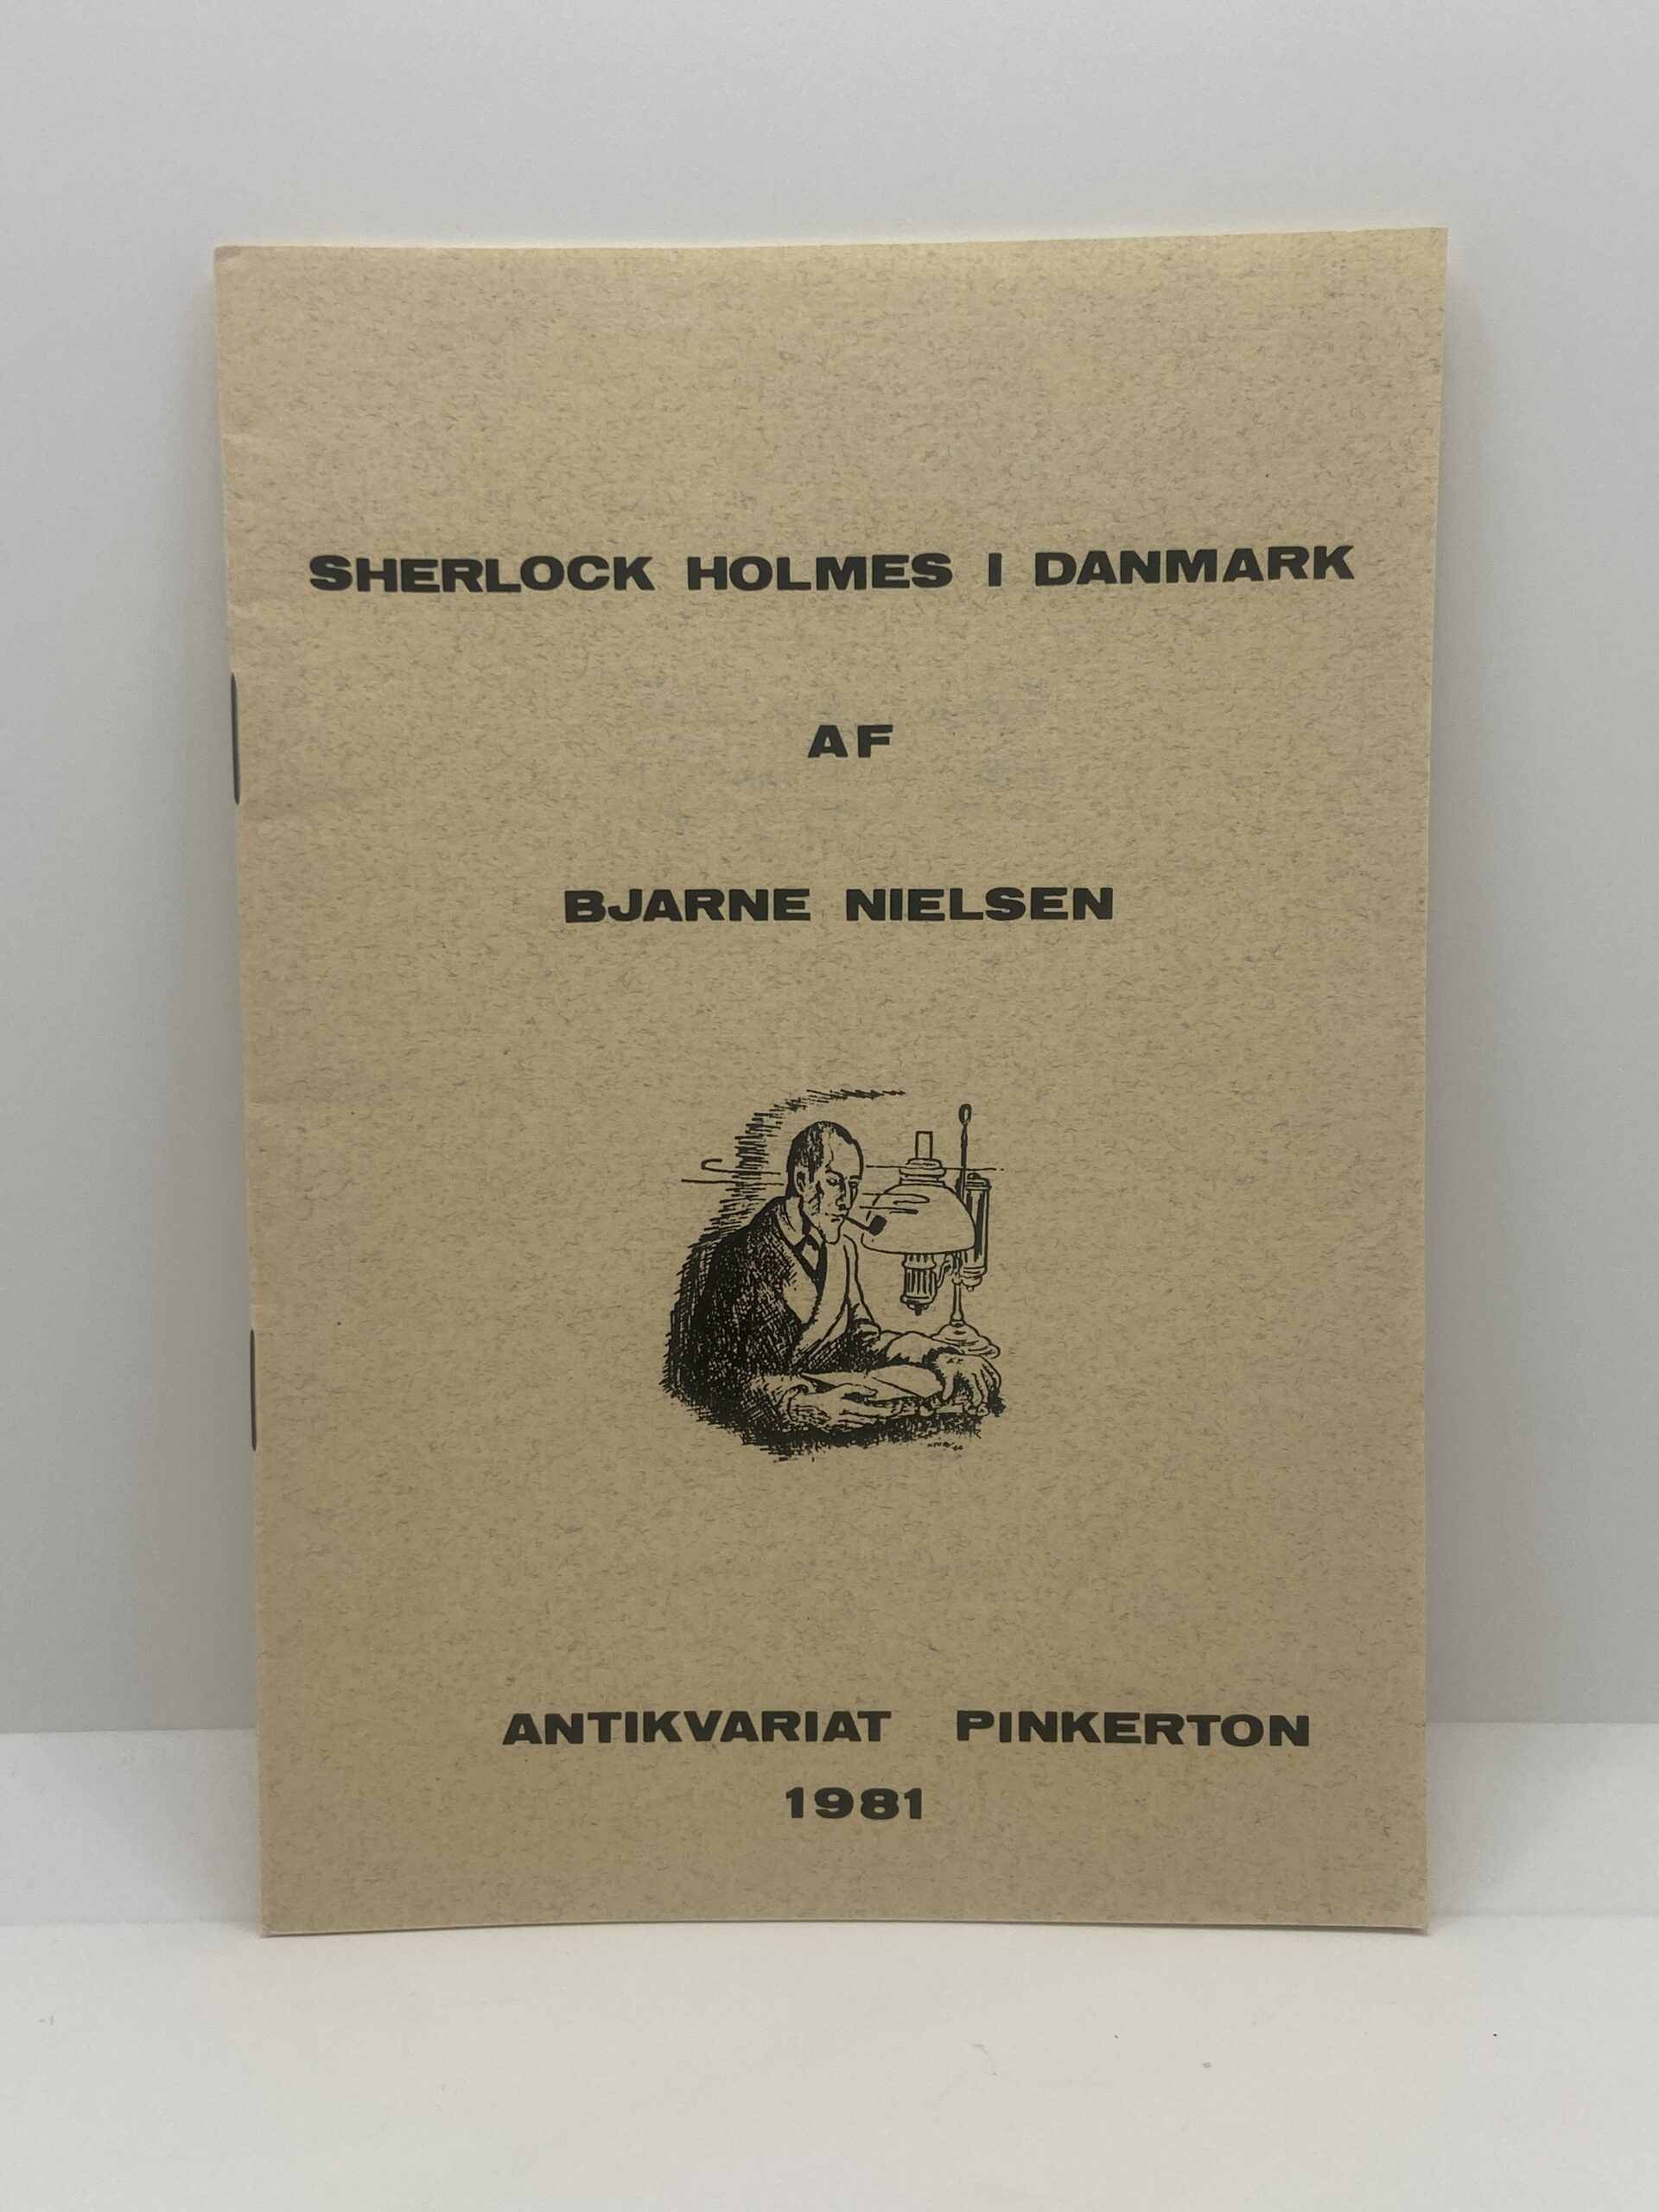 SHERLOCK HOLMES I DANMARK
AF
BJARNE NIELSEN
ANTIKVARIAT PINKERTON
1981